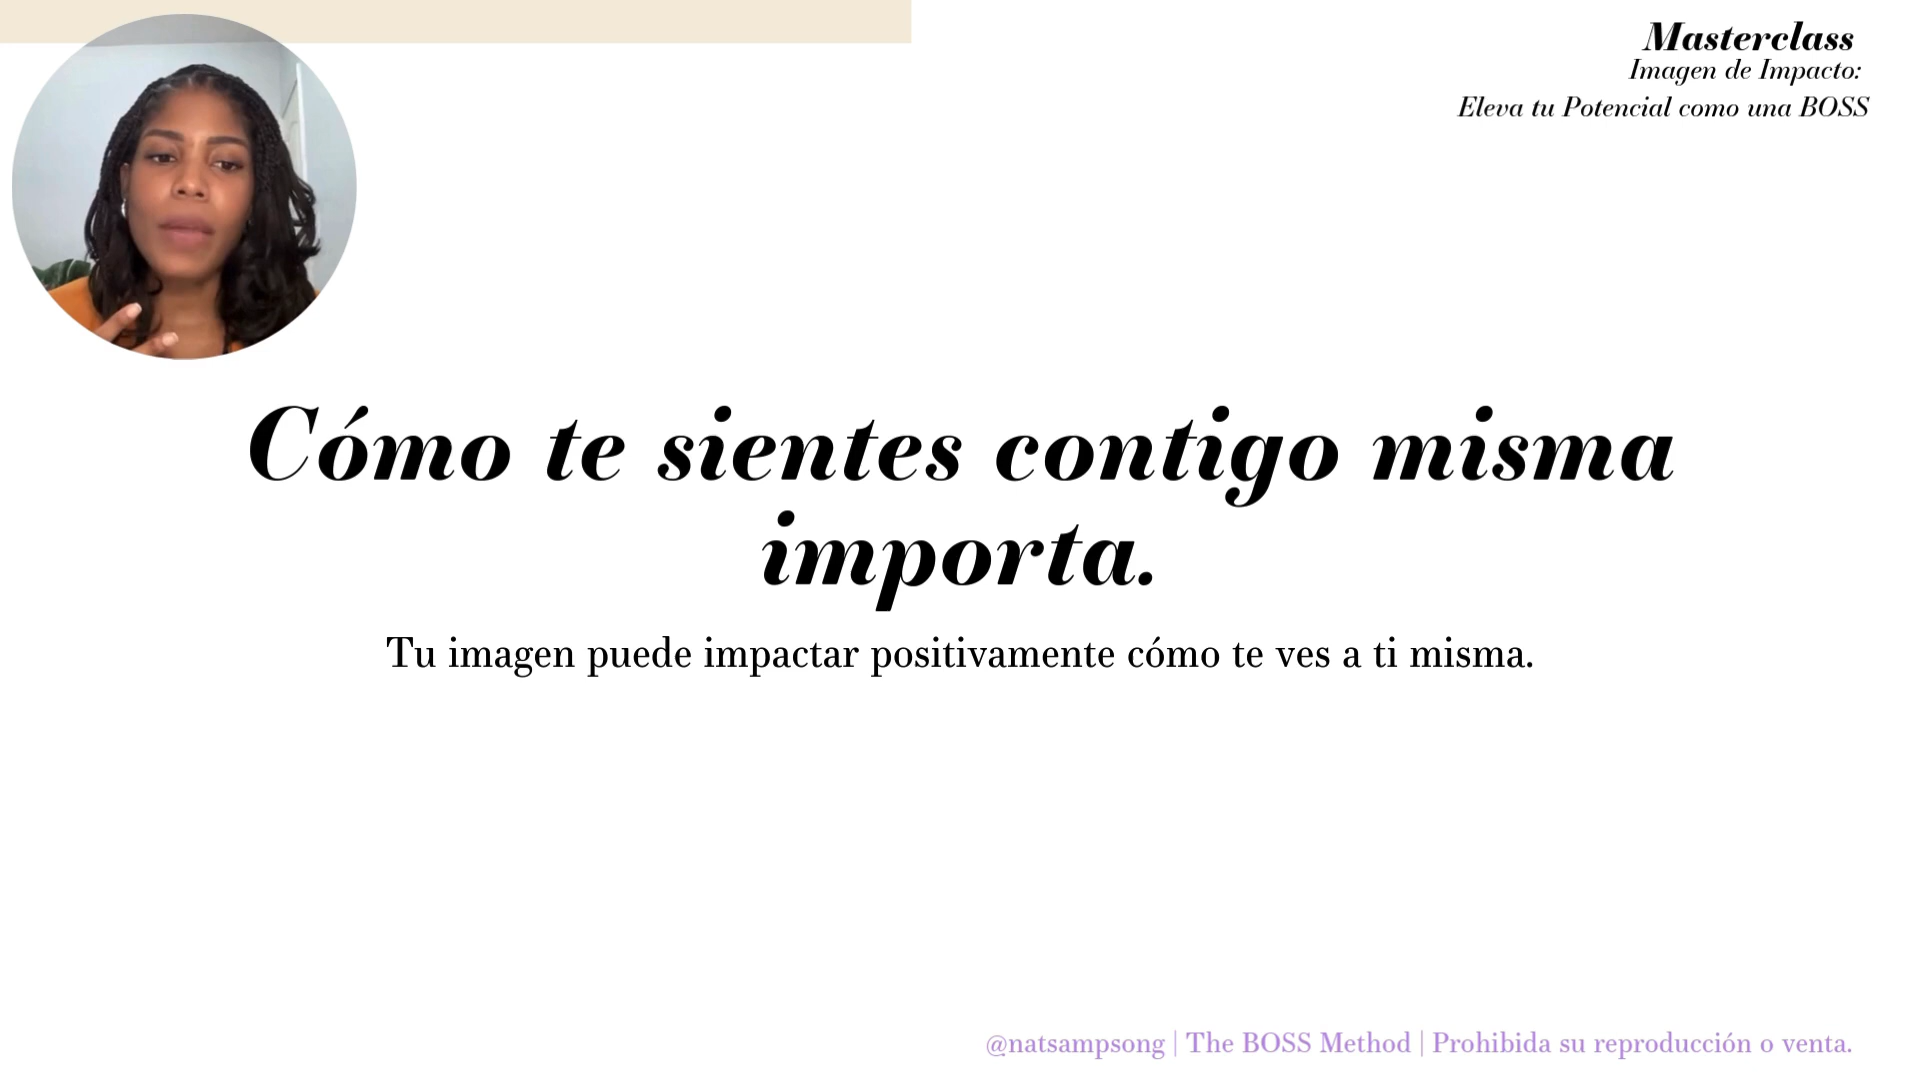 Masterclass
Imagen de Impacto:
Eleva tu Potencial como una BOSS
Cómo te sientes contigo misma
importa.
Tu imagen puede impactar positivamente cómo te ves a ti misma.
@natsampsong | The BOSS Method | Prohibida su reproducción o venta.